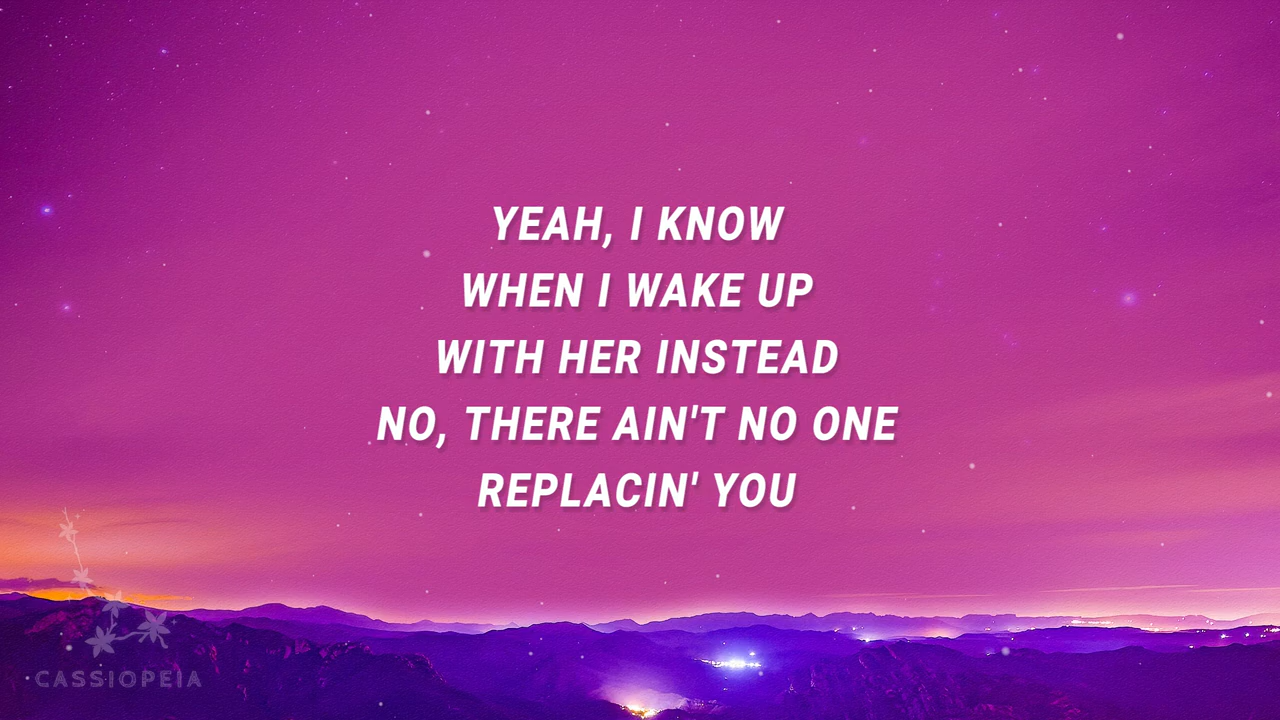 YEAH, I KNOW
WHEN I WAKE UP
WITH HER INSTEAD
NO, THERE AIN'T NO ONE
REPLACIN' YOU
CASSIOPEIA